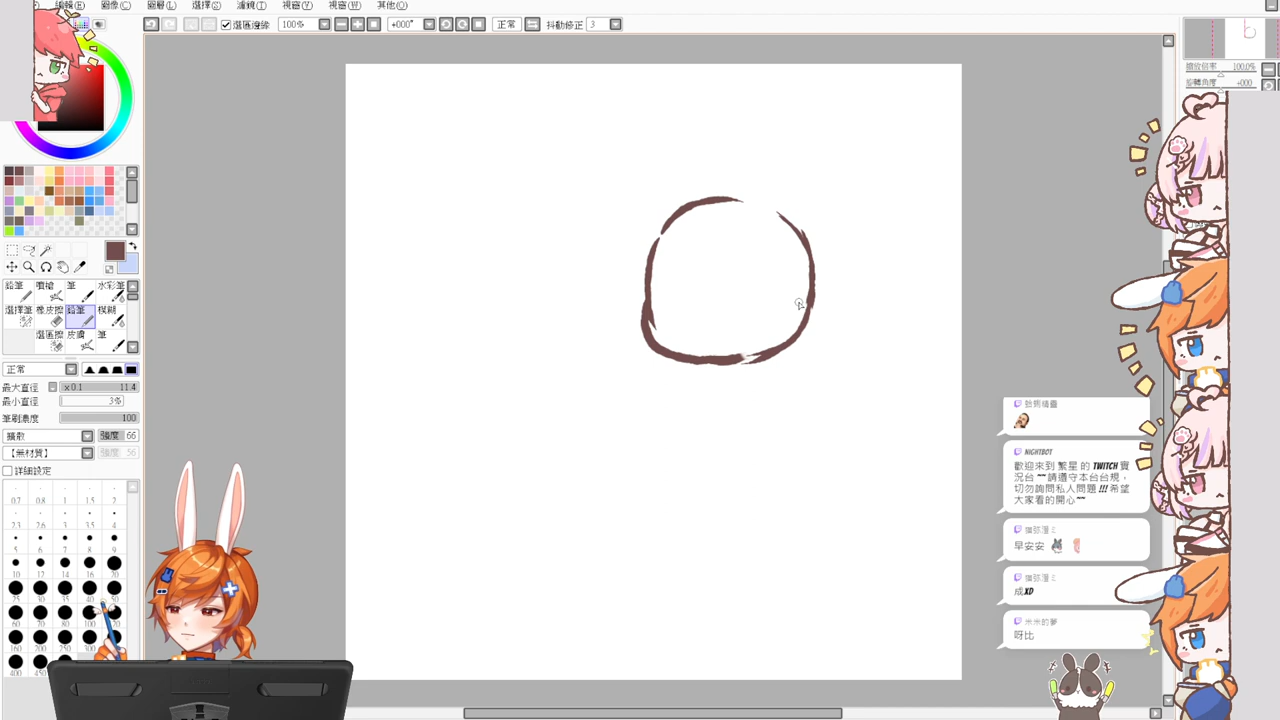 編輯(E) 圖像(C) 圖層(L) 選擇(S) 濾鏡(T) 視窗(V) 視窗(W) 其他(O)
選區邊緣 100% +000° 正常 抖動修正 3
縮放倍率 100.0%
旋轉角度 +000
鉛筆 噴槍 筆 水彩筆
選擇筆 橡皮擦 鉛筆 模糊
選區擦 皮膚 筆
正常
最大直徑 x 0.1 11.4
最小直徑 3%
筆刷濃度 100
擴散 強度 66
【無材質】 強度 56
詳細設定
0.7 0.8 1 1.5 2
2.3 2.6 3 3.5 4
5 6 7 8 9
10 12 14 16 20
25 30 35 40 50
60 70 80
160 200 250 300
400 450
NIGHTBOT
歡迎來到 繁星 的 TWITCH 實
況台 ~~請遵守本台台規，
切勿詢問私人問題 !!! 希望
大家看的開心~~
早安安
成XD
米米的夢
呀比